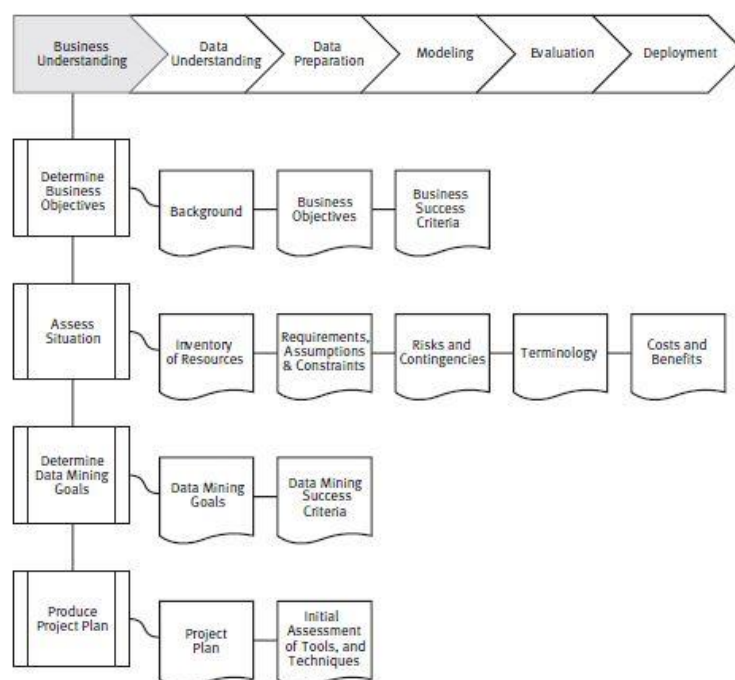 Business
Understanding
Data
Understanding
Data
Preparation
Modeling
Evaluation
Deployment
Determine
Business
Objectives
Background
Business
Objectives
Business
Success
Criteria
Assess
Situation
Inventory
of Resources
Requirements,
Assumptions
& Constraints
Risks and
Contingencies
Terminology
Costs and
Benefits
Determine
Data Mining
Goals
Data Mining
Goals
Data Mining
Success
Criteria
Produce
Project Plan
Project
Plan
Initial
Assessment
of Tools, and
Techniques